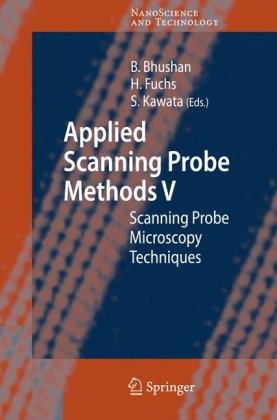 NANOSCIENCE AND TECHNOLOGY
B. Bhushan
H. Fuchs
S. Kawata (Eds.)
Applied
Scanning Probe
Methods V
Scanning Probe
Microscopy
Techniques
Springer